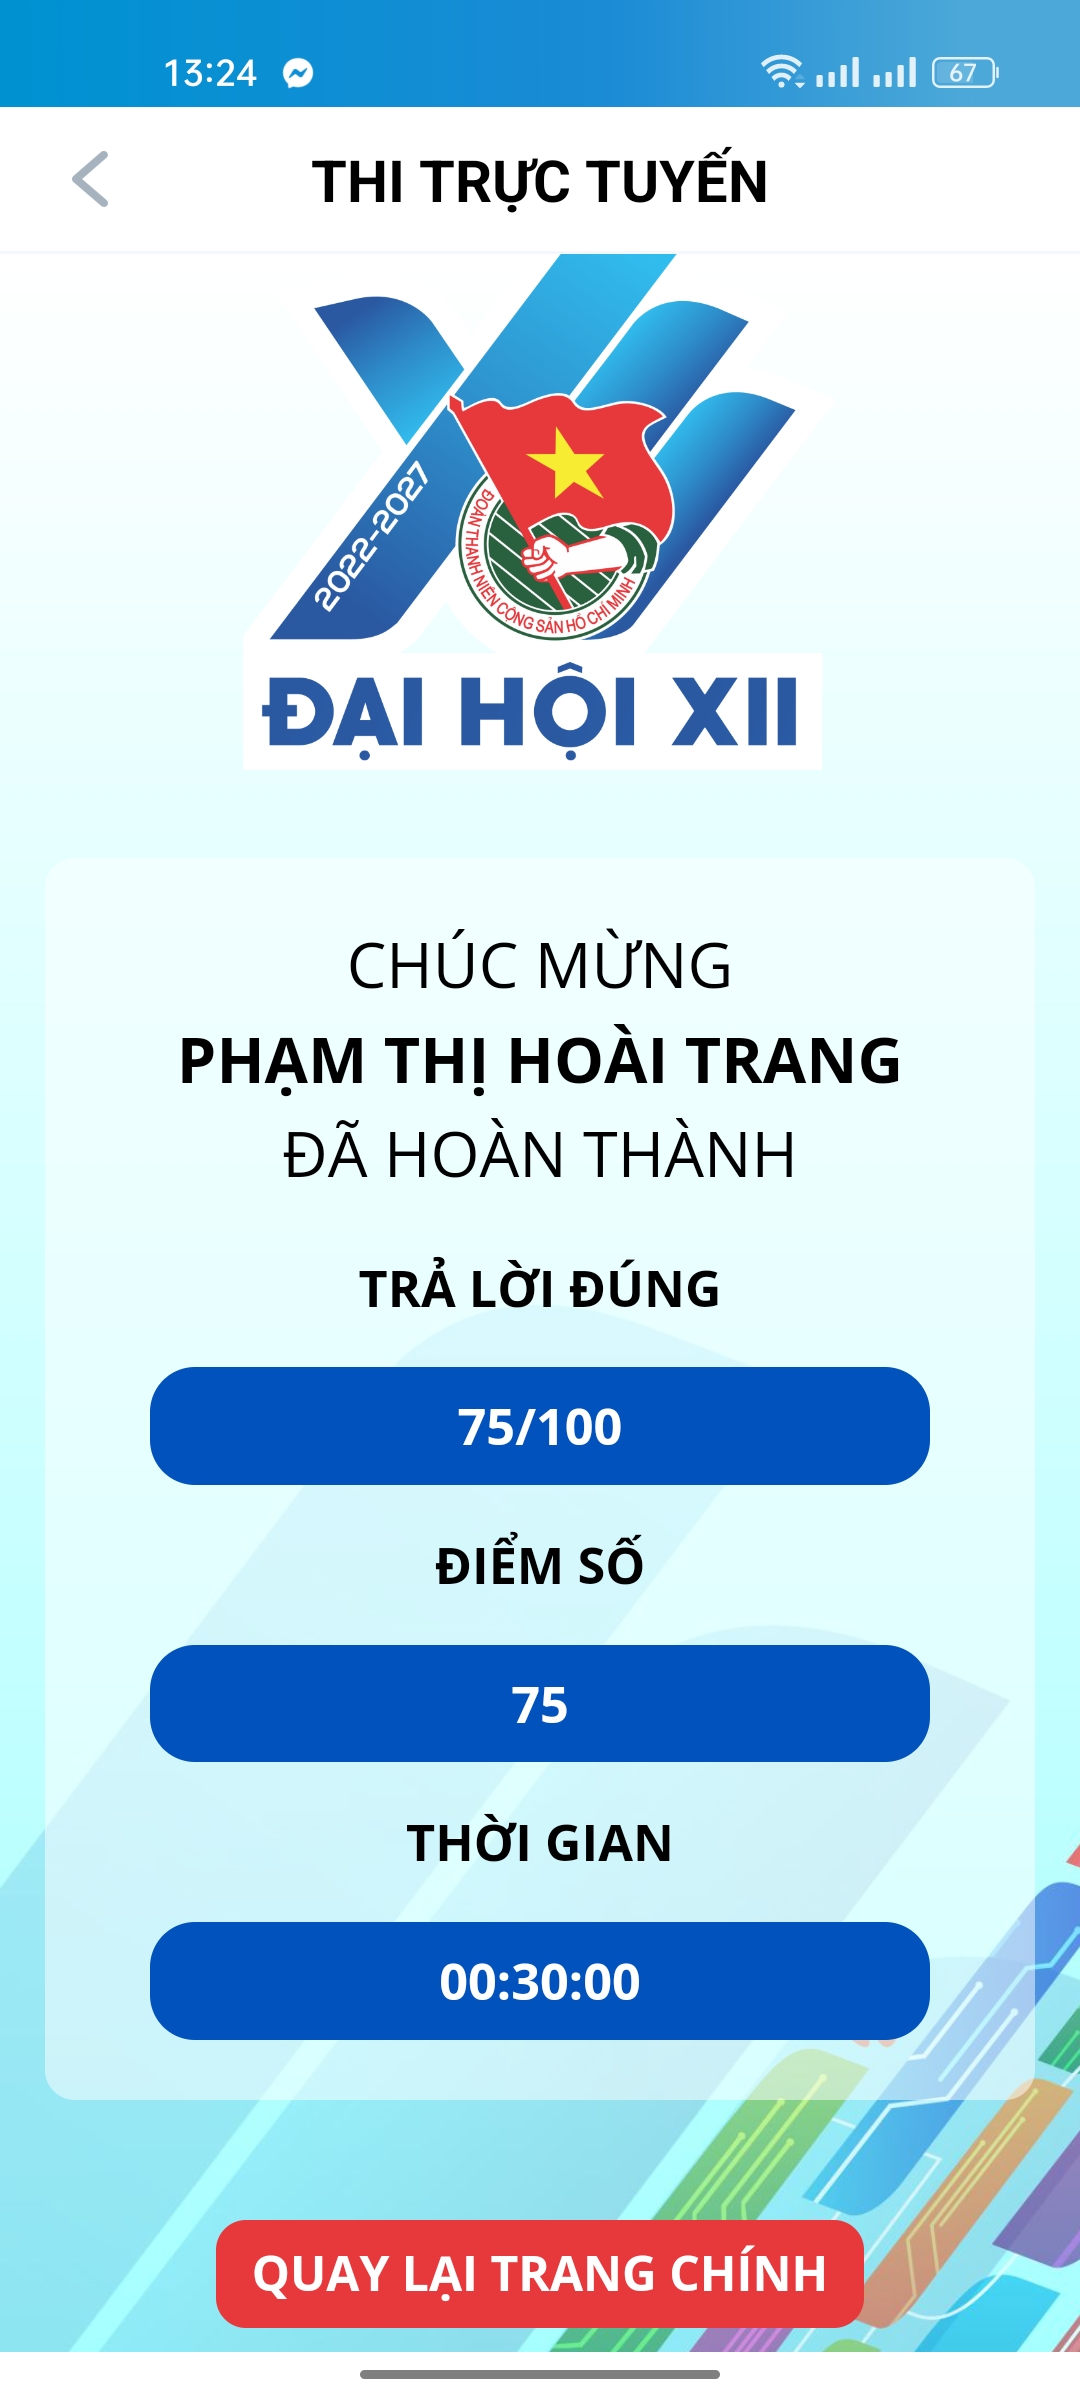 13:24
67
THI TRỰC TUYẾN
2022-2027
ĐOÀN THANH NIÊN CỘNG SẢN HỒ CHÍ MINH
ĐẠI HỘI XII
CHÚC MỪNG
PHẠM THỊ HOÀI TRANG
ĐÃ HOÀN THÀNH
TRẢ LỜI ĐÚNG
75/100
ĐIỂM SỐ
75
THỜI GIAN
00:30:00
QUAY LẠI TRANG CHÍNH